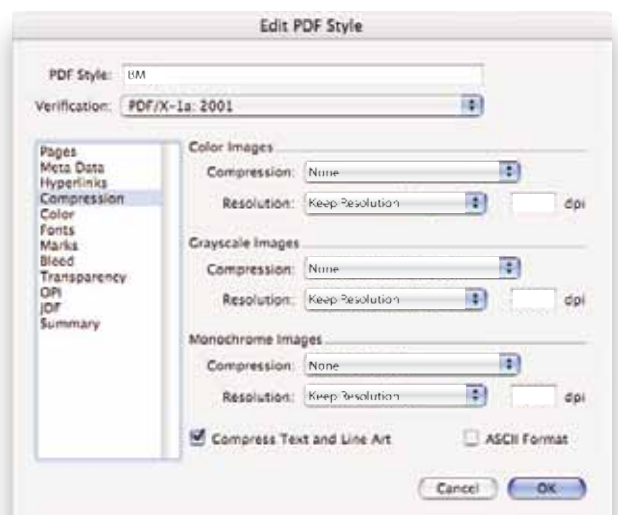 Edit PDF Style
PDF Style: BM
Verification: PDF/X-1a: 2001
Pages
Meta Data
Hyperlinks
Compression
Color
Fonts
Marks
Bleed
Transparency
OPI
JDF
Summary
Color Images
Compression: None
Resolution: Keep Resolution dpi
Grayscale Images
Compression: None
Resolution: Keep Resolution dpi
Monochrome Images
Compression: None
Resolution: Keep Resolution dpi
Compress Text and Line Art ASCII Format
Cancel OK